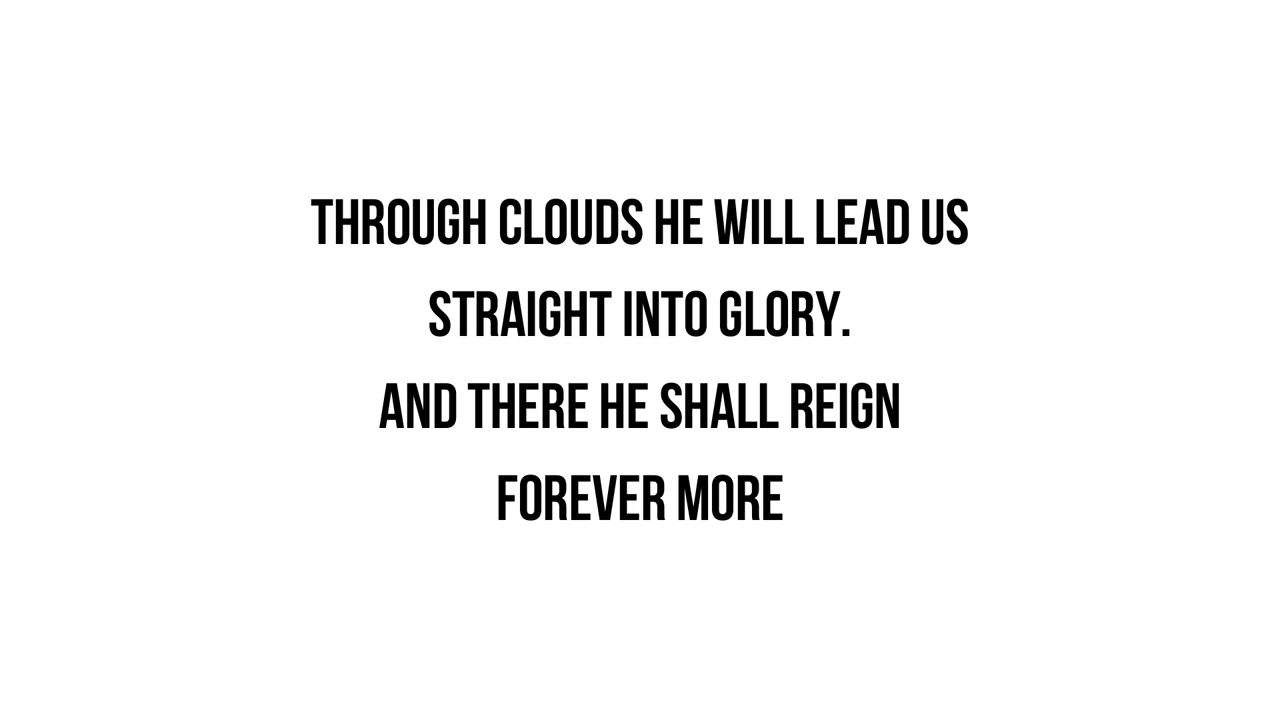 THROUGH CLOUDS HE WILL LEAD US
STRAIGHT INTO GLORY.
AND THERE HE SHALL REIGN
FOREVER MORE